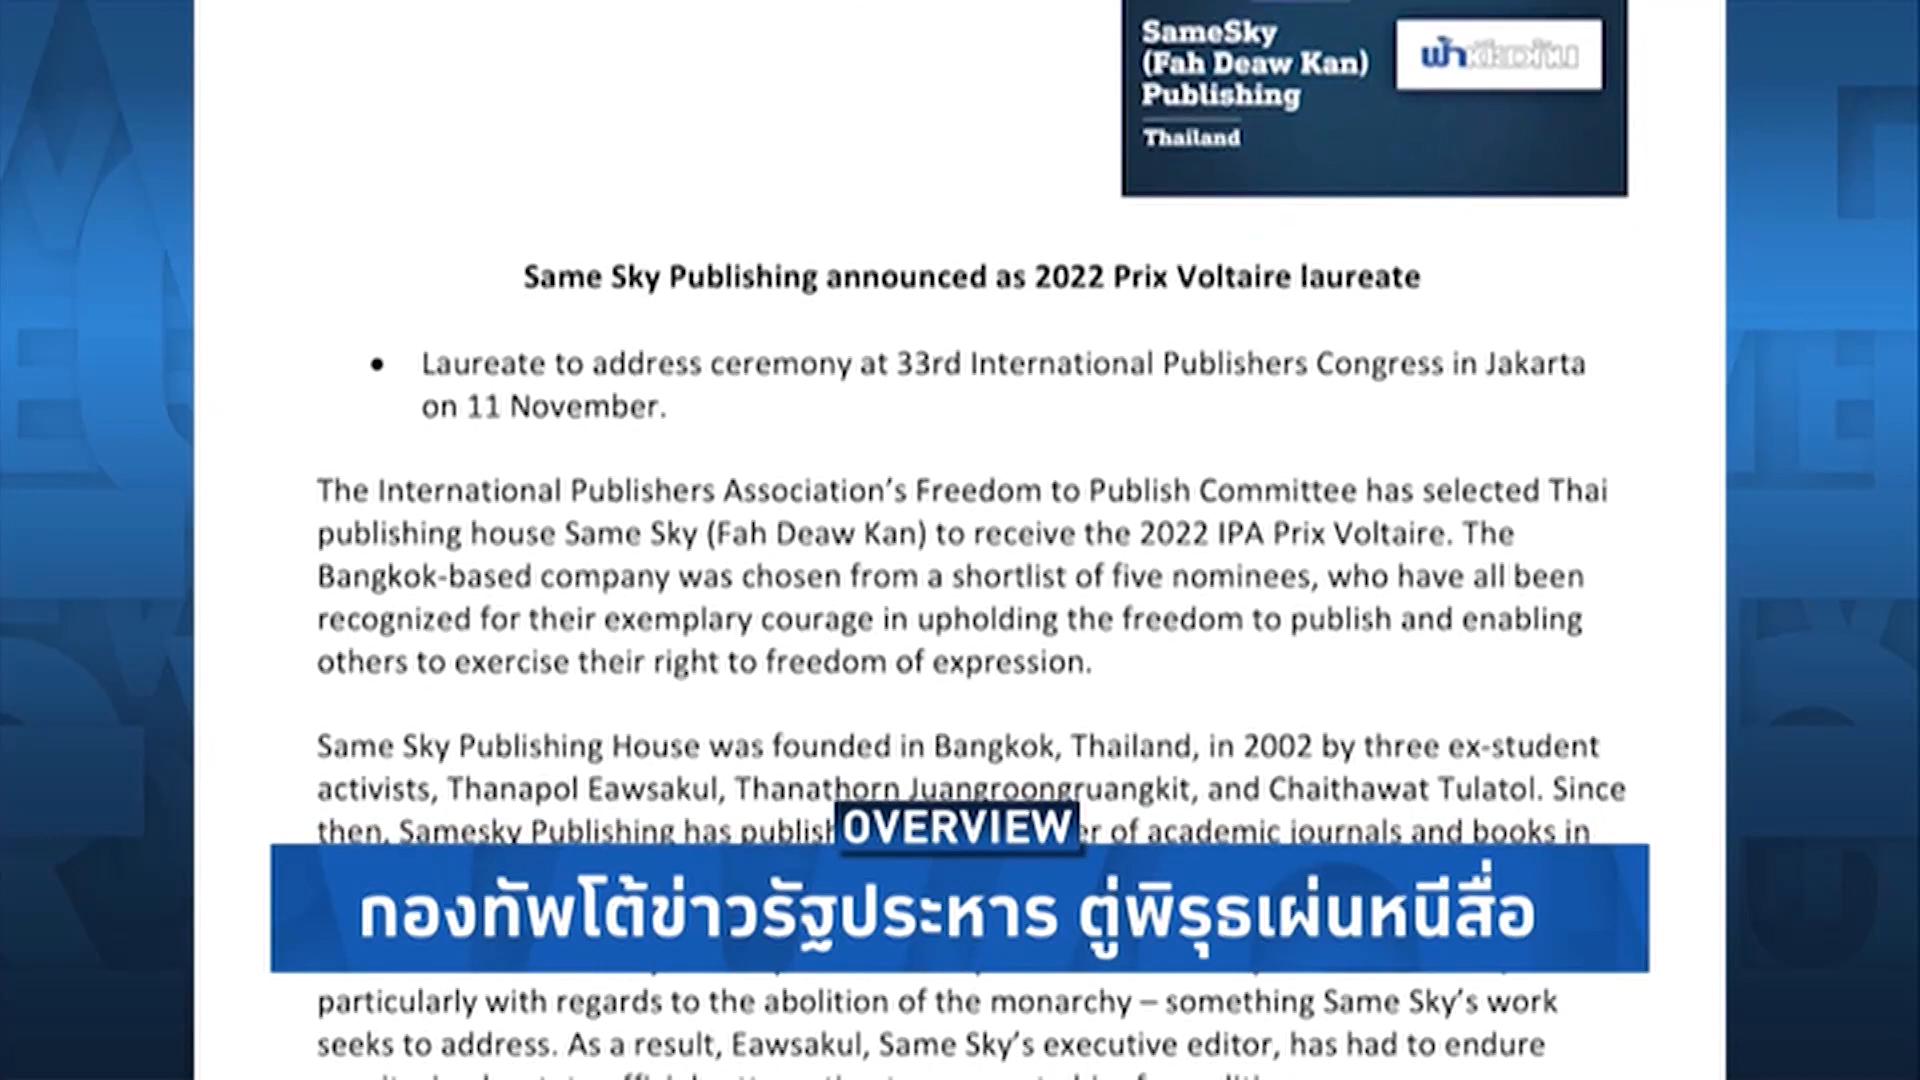 SameSky
(Fah Deaw Kan)
Publishing
Thailand
ฟ้าเดียวกัน
Same Sky Publishing announced as 2022 Prix Voltaire laureate
• Laureate to address ceremony at 33rd International Publishers Congress in Jakarta
on 11 November.
The International Publishers Association's Freedom to Publish Committee has selected Thai
publishing house Same Sky (Fah Deaw Kan) to receive the 2022 IPA Prix Voltaire. The
Bangkok-based company was chosen from a shortlist of five nominees, who have all been
recognized for their exemplary courage in upholding the freedom to publish and enabling
others to exercise their right to freedom of expression.
Same Sky Publishing House was founded in Bangkok, Thailand, in 2002 by three ex-student
activists, Thanapol Eawsakul, Thanathorn Juangroongruangkit, and Chaithawat Tulatol. Since
then, Samesky Publishing has of academic journals and books in
OVERVIEW
กองทัพโต้ข่าวรัฐประหาร ตู่พิรุธเผ่นหนีสื่อ
particularly with regards to the abolition of the monarchy – something Same Sky's work
seeks to address. As a result, Eawsakul, Same Sky's executive editor, has had to endure